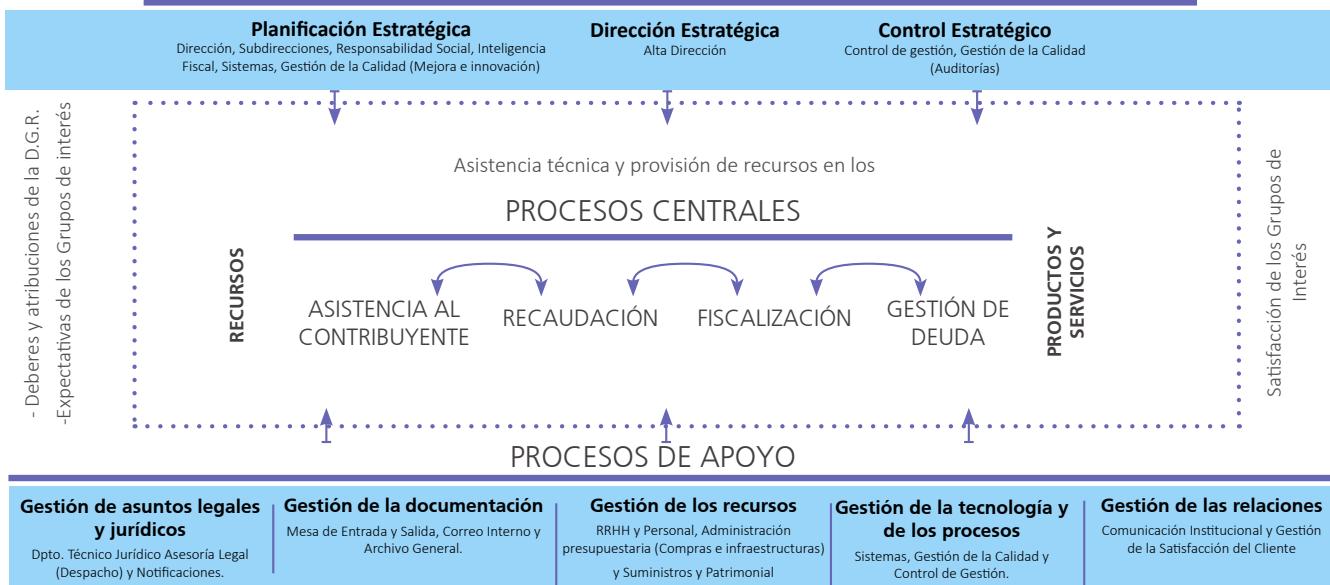 Planificación Estratégica
Dirección, Subdirecciones, Responsabilidad Social, Inteligencia
Fiscal, Sistemas, Gestión de la Calidad (Mejora e innovación)
Dirección Estratégica
Alta Dirección
Control Estratégico
Control de gestión, Gestión de la Calidad
(Auditorías)
- Deberes y atribuciones de la D.G.R.
-Expectativas de los Grupos de interés
Asistencia técnica y provisión de recursos en los
PROCESOS CENTRALES
RECURSOS
ASISTENCIA AL
CONTRIBUYENTE
RECAUDACIÓN
FISCALIZACIÓN
GESTIÓN DE
DEUDA
PRODUCTOS Y
SERVICIOS
Satisfacción de los Grupos de
Interés
PROCESOS DE APOYO
Gestión de asuntos legales
y jurídicos
Dpto. Técnico Jurídico Asesoría Legal
(Despacho) y Notificaciones.
Gestión de la documentación
Mesa de Entrada y Salida, Correo Interno y
Archivo General.
Gestión de los recursos
RRHH y Personal, Administración
presupuestaria (Compras e infraestructuras)
y Suministros y Patrimonial
Gestión de la tecnología y
de los procesos
Sistemas, Gestión de la Calidad y
Control de Gestión.
Gestión de las relaciones
Comunicación Institucional y Gestión
de la Satisfacción del Cliente